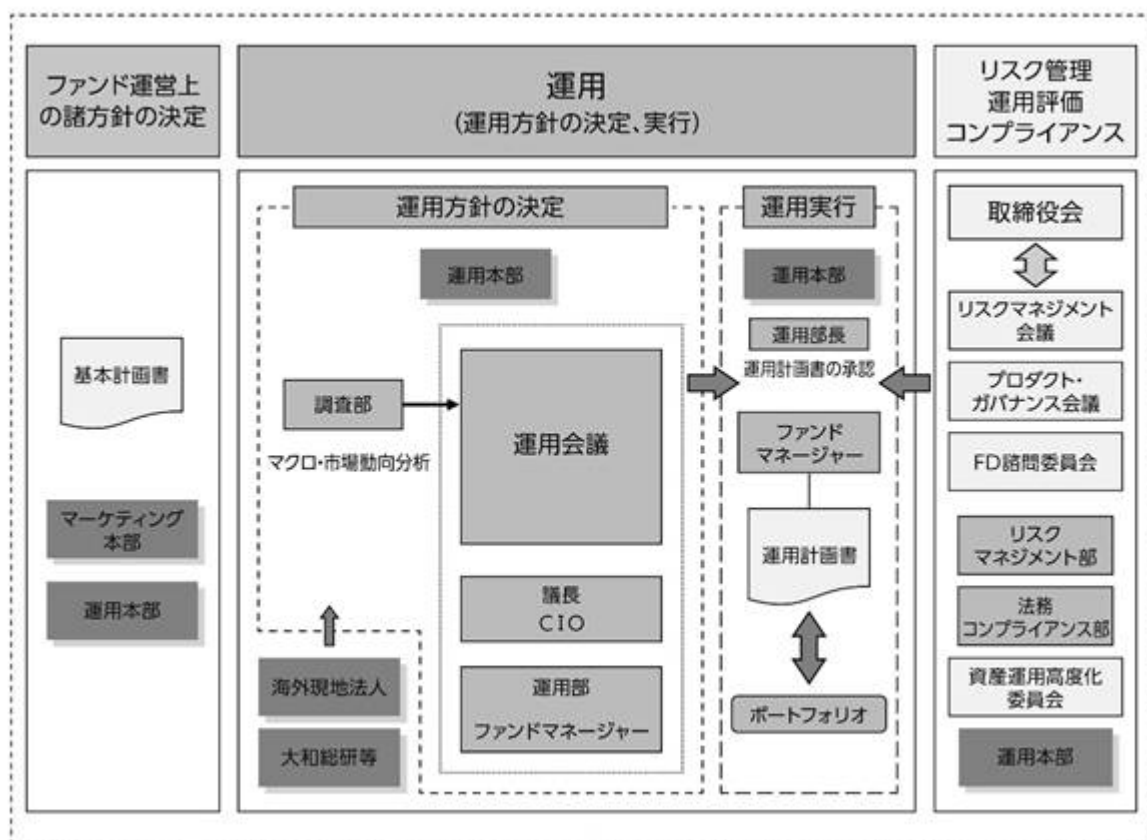 ファンド運営上
の諸方針の決定
運用
(運用方針の決定、実行)
リスク管理
運用評価
コンプライアンス
基本計画書
マーケティング
本部
運用本部
運用方針の決定
運用本部
調査部
マクロ・市場動向分析
運用会議
議長
CIO
運用部
ファンドマネージャー
海外現地法人
大和総研等
運用実行
運用本部
運用部長
運用計画書の承認
ファンド
マネージャー
運用計画書
ポートフォリオ
取締役会
リスクマネジメント
会議
プロダクト・
ガバナンス会議
FD諮問委員会
リスク
マネジメント部
法務
コンプライアンス部
資産運用高度化
委員会
運用本部